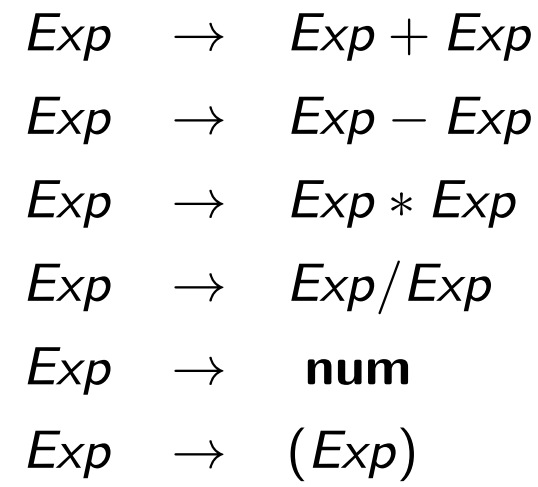 Exp → Exp + Exp
Exp → Exp − Exp
Exp → Exp ∗ Exp
Exp → Exp/Exp
Exp → num
Exp → (Exp)